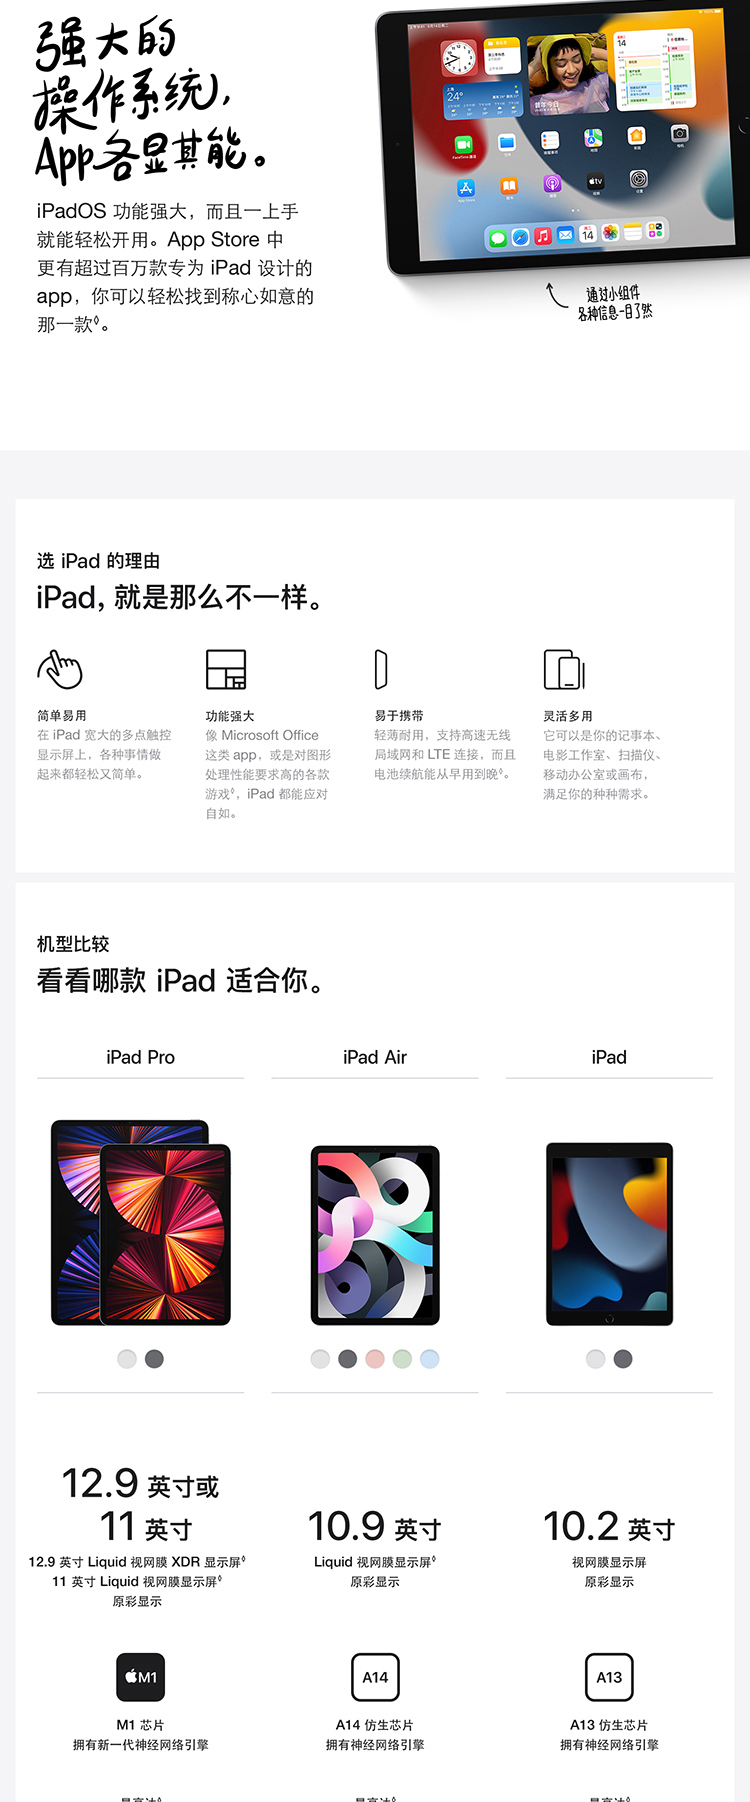 强大的
操作系统，
App各显其能。
iPadOS 功能强大，而且一上手
就能轻松开用。App Store 中
更有超过百万款专为 iPad 设计的
app，你可以轻松找到称心如意的
那一款◊。
通过小组件
各种信息一目了然
选 iPad 的理由
iPad，就是那么不一样。
简单易用
在 iPad 宽大的多点触控
显示屏上，各种事情做
起来都轻松又简单。
功能强大
像 Microsoft Office
这类 app，或是对图形
处理性能要求高的各款
游戏◊，iPad 都能应对
自如。
易于携带
轻薄耐用，支持高速无线
局域网和 LTE 连接，而且
电池续航能从早用到晚◊。
灵活多用
它可以是你的记事本、
电影工作室、扫描仪、
移动办公室或画布，
满足你的种种需求。
机型比较
看看哪款 iPad 适合你。
iPad Pro
iPad Air
iPad
12.9 英寸或
11 英寸
12.9 英寸 Liquid 视网膜 XDR 显示屏◊
11 英寸 Liquid 视网膜显示屏◊
原彩显示
10.9 英寸
Liquid 视网膜显示屏◊
原彩显示
10.2 英寸
视网膜显示屏
原彩显示
M1
M1 芯片
拥有新一代神经网络引擎
A14
A14 仿生芯片
拥有神经网络引擎
A13
A13 仿生芯片
拥有神经网络引擎